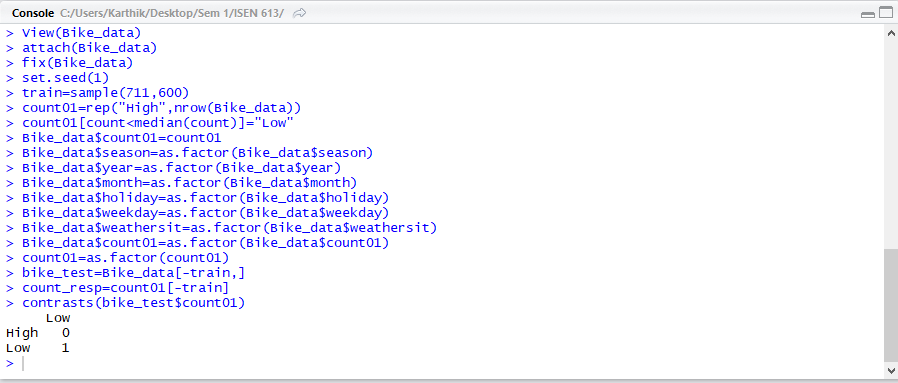 Console C:/Users/Karthik/Desktop/Sem 1/ISEN 613/
> View(Bike_data)
> attach(Bike_data)
> fix(Bike_data)
> set.seed(1)
> train=sample(711,600)
> count01=rep("High",nrow(Bike_data))
> count01[count<median(count)]="Low"
> Bike_data$count01=count01
> Bike_data$season=as.factor(Bike_data$season)
> Bike_data$year=as.factor(Bike_data$year)
> Bike_data$month=as.factor(Bike_data$month)
> Bike_data$holiday=as.factor(Bike_data$holiday)
> Bike_data$weekday=as.factor(Bike_data$weekday)
> Bike_data$weathersit=as.factor(Bike_data$weathersit)
> Bike_data$count01=as.factor(Bike_data$count01)
> count01=as.factor(count01)
> bike_test=Bike_data[-train,]
> count_resp=count01[-train]
> contrasts(bike_test$count01)
     Low
High   0
Low    1
>